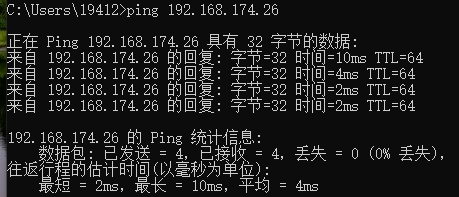 C:\Users\19412>ping 192.168.174.26
正在 Ping 192.168.174.26 具有 32 字节的数据:
来自 192.168.174.26 的回复: 字节=32 时间=10ms TTL=64
来自 192.168.174.26 的回复: 字节=32 时间=4ms TTL=64
来自 192.168.174.26 的回复: 字节=32 时间=2ms TTL=64
来自 192.168.174.26 的回复: 字节=32 时间=2ms TTL=64
192.168.174.26 的 Ping 统计信息:
数据包: 已发送 = 4, 已接收 = 4, 丢失 = 0 (0% 丢失),
往返行程的估计时间(以毫秒为单位):
最短 = 2ms, 最长 = 10ms, 平均 = 4ms